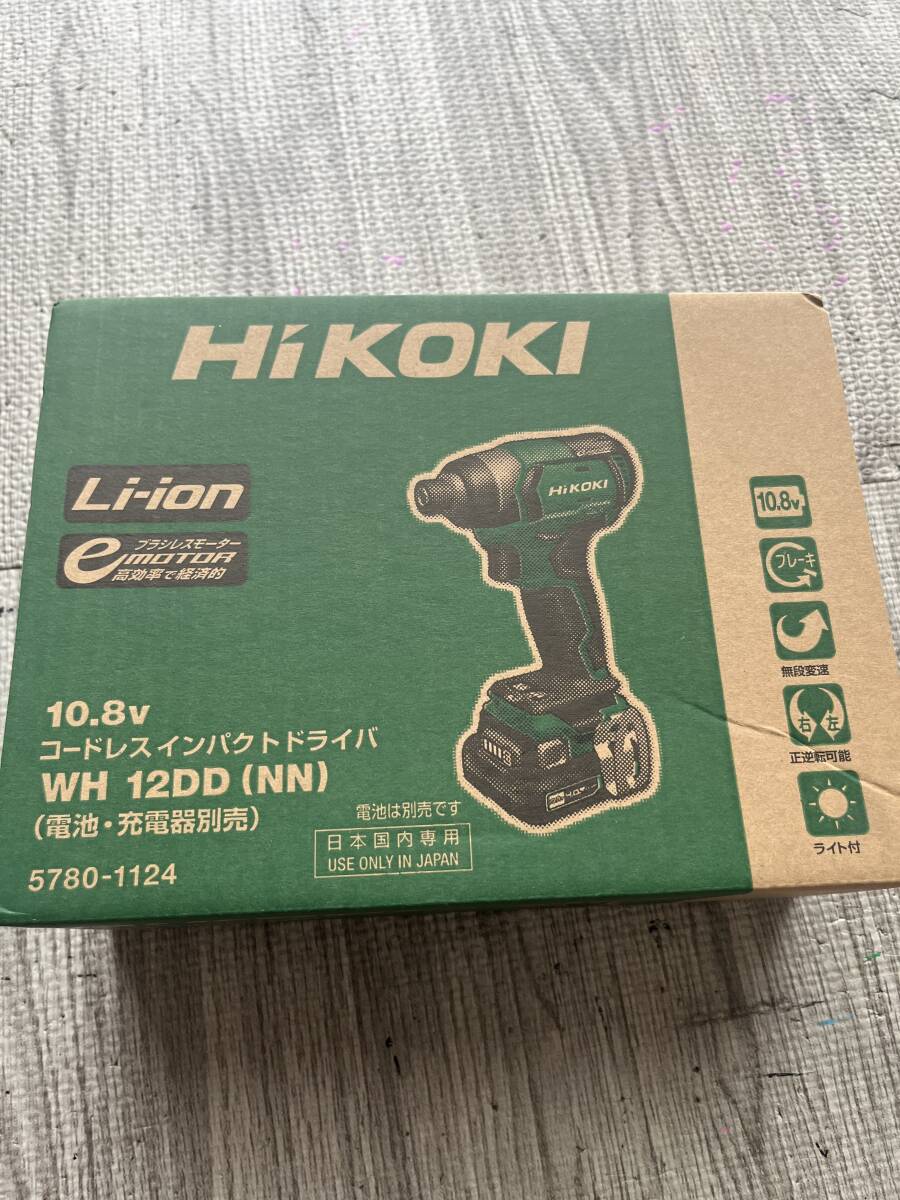 HiKOKI
Li-ion
ブラシレスモーター
e MOTOR
高効率で経済的
HiKOKI
10.8v
ブレーキ
無段変速
右 左
正逆転可能
ライト付
10.8v
コードレスインパクトドライバ
WH 12DD (NN)
(電池・充電器別売)
5780-1124
電池は別売です
日本国内専用
USE ONLY IN JAPAN